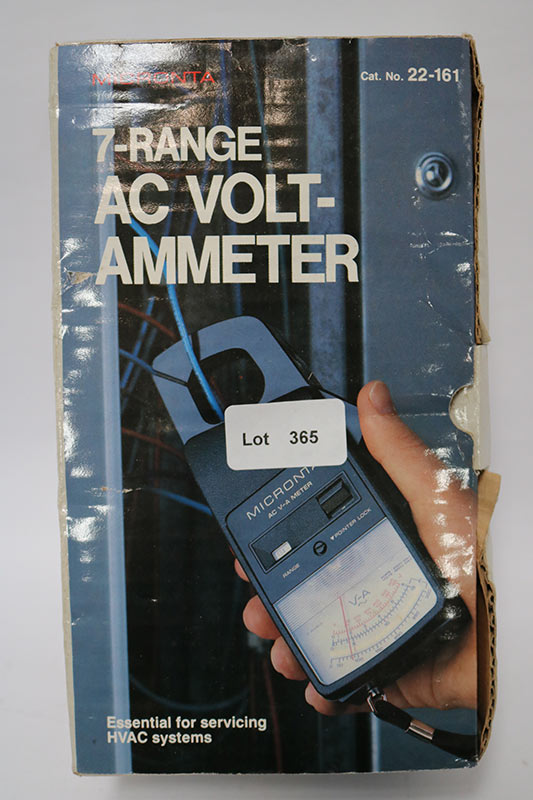 MICRONTA
Cat. No. 22-161
7-RANGE
AC VOLT-
AMMETER
Lot 365
MICRONTA
AC V-A METER
▼POINTER LOCK
RANGE
V-A
Essential for servicing
HVAC systems